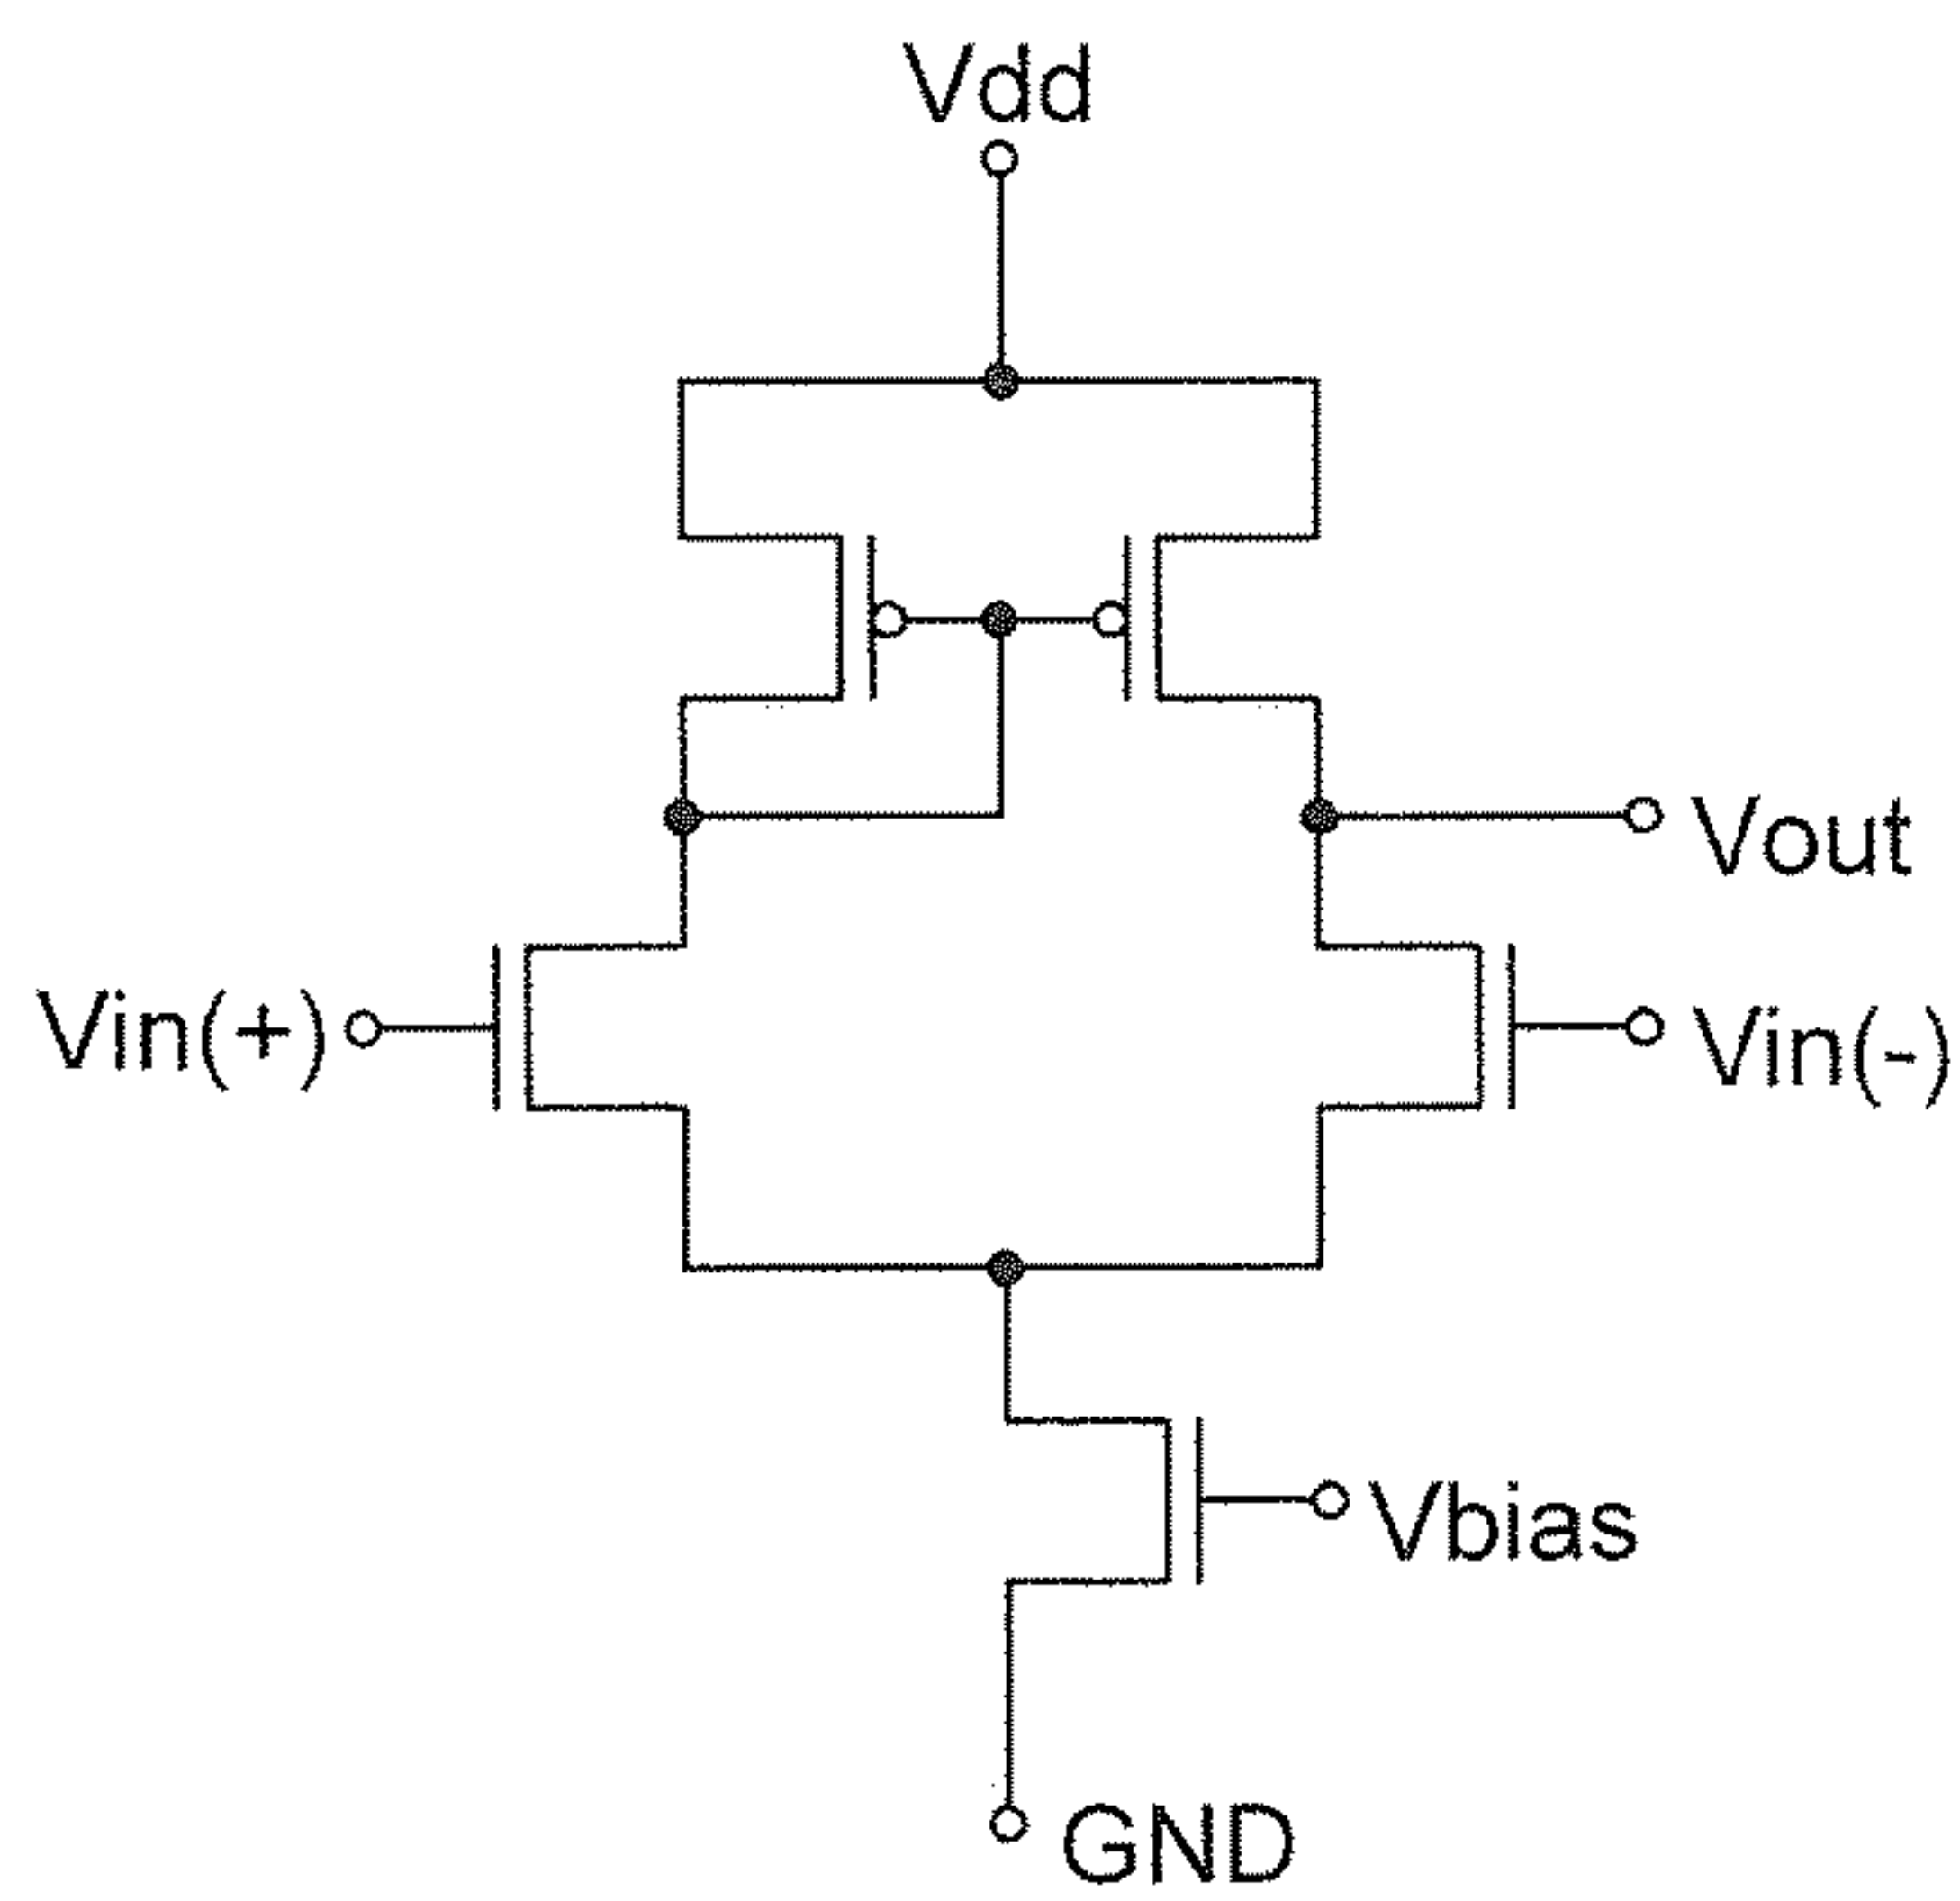 Vdd
Vout
Vin(+)
Vin(-)
Vbias
GND